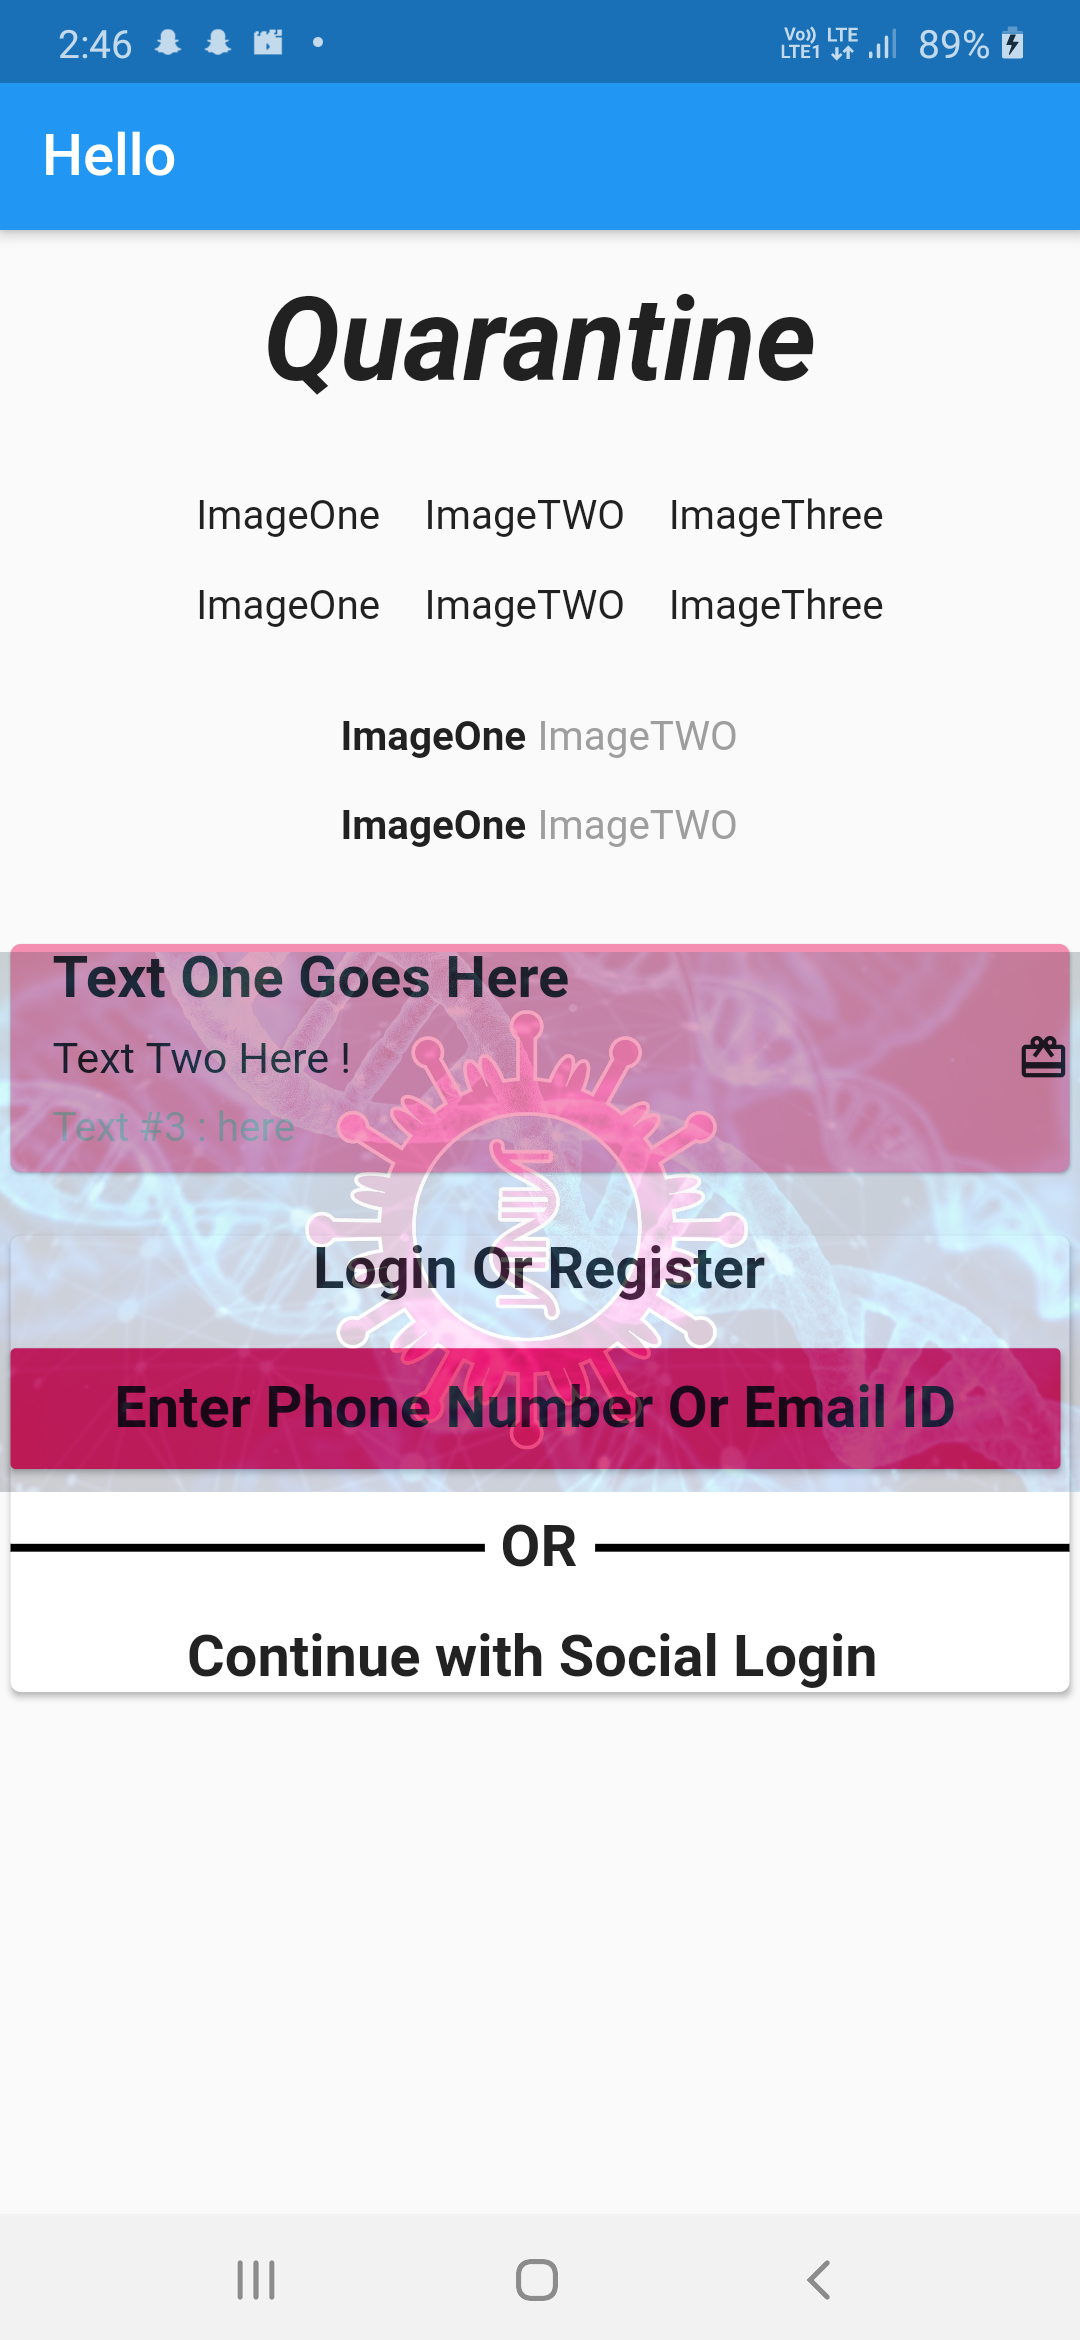 2:46 Vo)) LTE1 LTE 89%
Hello
Quarantine
ImageOne ImageTWO ImageThree
ImageOne ImageTWO ImageThree
ImageOne ImageTWO
ImageOne ImageTWO
Text One Goes Here
Text Two Here !
Text #3 : here
Login Or Register
Enter Phone Number Or Email ID
OR
Continue with Social Login